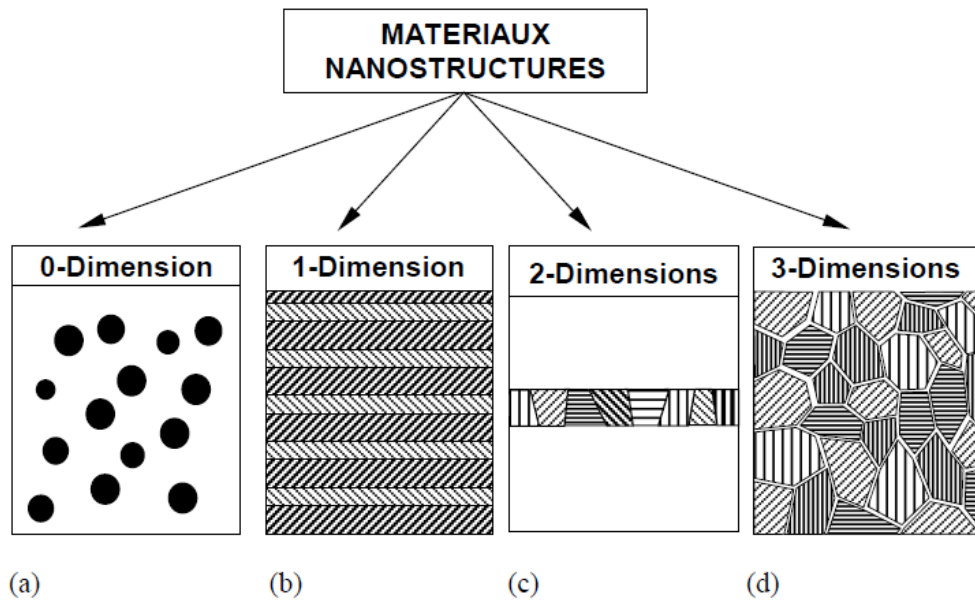 MATERIAUX
NANOSTRUCTURES
0-Dimension
1-Dimension
2-Dimensions
3-Dimensions
(a)
(b)
(c)
(d)